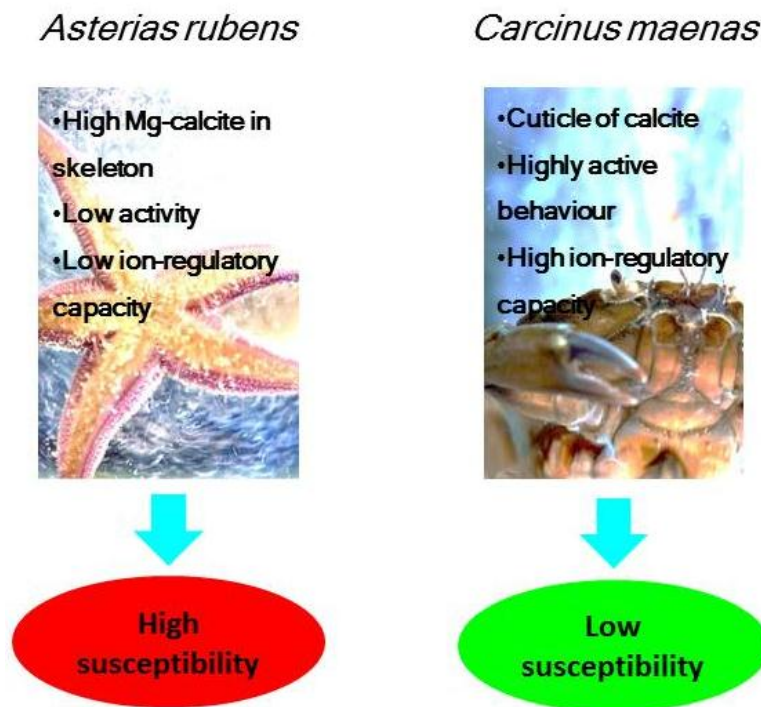 Asterias rubens
•High Mg-calcite in
skeleton
•Low activity
•Low ion-regulatory
capacity
High
susceptibility
Carcinus maenas
•Cuticle of calcite
•Highly active
behaviour
•High ion-regulatory
capacity
Low
susceptibility